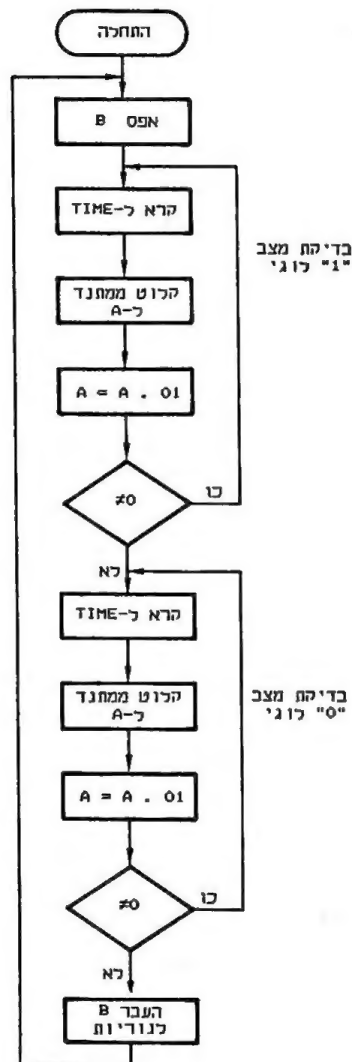 התחלה
אפס B
קרא ל-TIME
קלוט ממתנד
ל-A
A = A . 01
≠0
כן
בדיקת מצב
"1" לוגי
לא
קרא ל-TIME
קלוט ממתנד
ל-A
A = A . 01
≠0
כן
בדיקת מצב
"0" לוגי
לא
העבר B
לנוריות